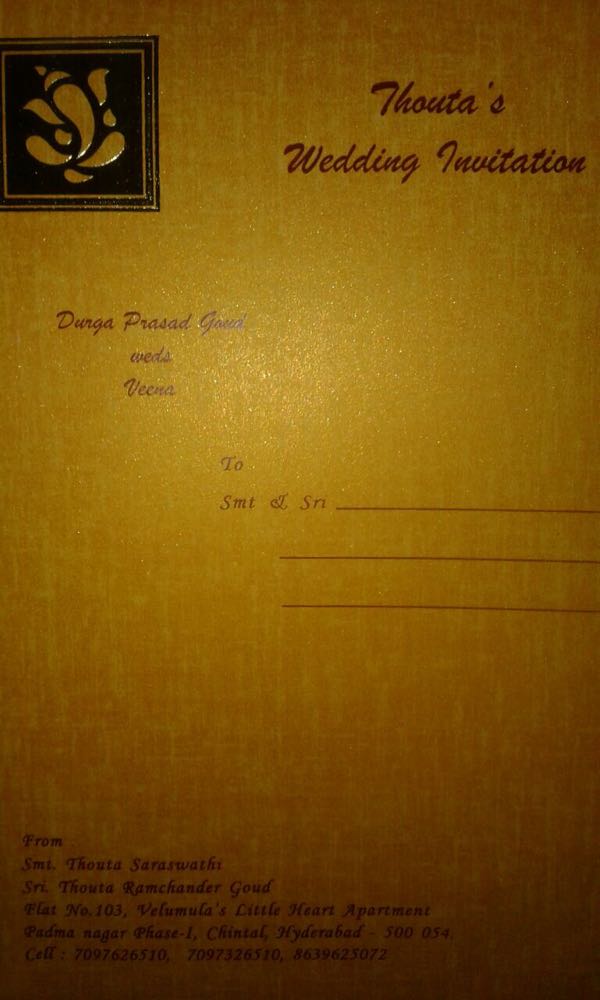 Thouta's
Wedding Invitation
Durga Prasad Goud
weds
Veena
To
Smt & Sri
From
Smt. Thouta Saraswathi
Sri. Thouta Ramchander Goud
Flat No.103, Velumula's Little Heart Apartment
Padma nagar Phase-I, Chintal, Hyderabad - 500 054.
Cell : 7097626510, 7097326510, 8639625072